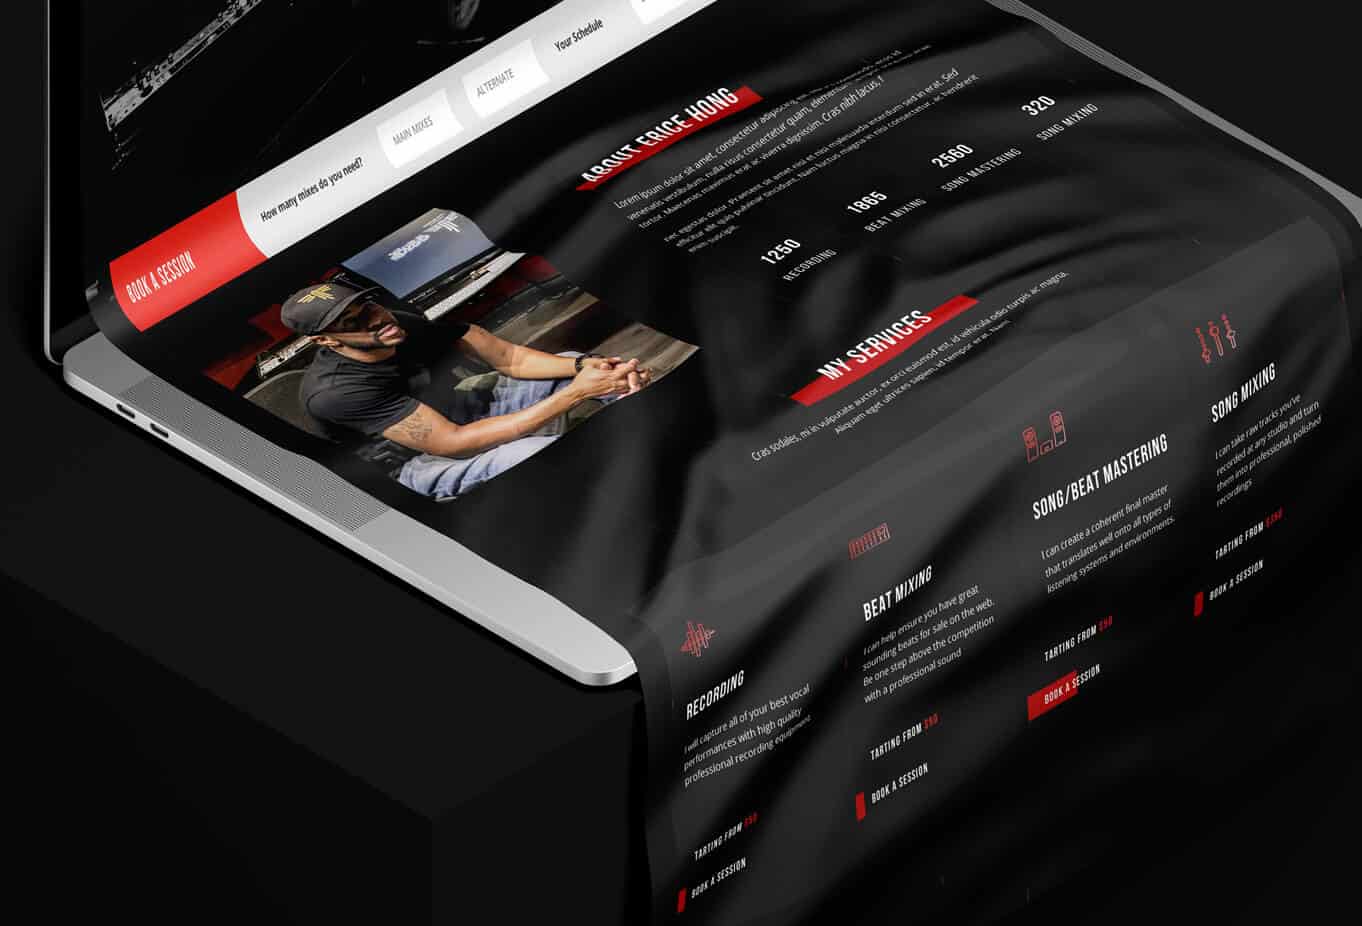 How many mixes do you need?
MAIN MIXES
ALTERNATE
Your Schedule
BOOK A SESSION
ABOUT ERICE HONG
Lorem ipsum dolor sit amet, consectetur adipiscing
venenatis vestibulum, nulla risus consectetur quam, elementum Cras nibh lacus, f
tortor. Maecenas maximus erat ac viverra dignissim.
nec egestas dolor. Praesent sit amet nisi et nisl malesuada interdum sed in erat. Sed
efficitur elit quis pulvinar tincidunt. Nam luctus magna in nisi consectetur, ac hendrerit
enim suscipit.
1250
RECORDING
1865
BEAT MIXING
2560
SONG MASTERING
320
SONG MIXING
MY SERVICES
Cras sodales, mi in vulputate auctor, ex orci euismod est, id vehicula odio turpis ac magna.
Aliquam eget ultrices sapien, id tempor erat. Nam
RECORDING
I will capture all of your best vocal
performances with high quality
professional recording equipment
TARTING FROM $50
BOOK A SESSION
BEAT MIXING
I can help ensure you have great
sounding beats for sale on the web.
Be one step above the competition
with a professional sound
TARTING FROM $90
BOOK A SESSION
SONG/BEAT MASTERING
I can create a coherent final master
that translates well onto all types of
listening systems and environments.
TARTING FROM $50
BOOK A SESSION
SONG MIXING
I can take raw tracks you've
recorded at any studio and turn
them into professional, polished
recordings
TARTING FROM $350
BOOK A SESSION